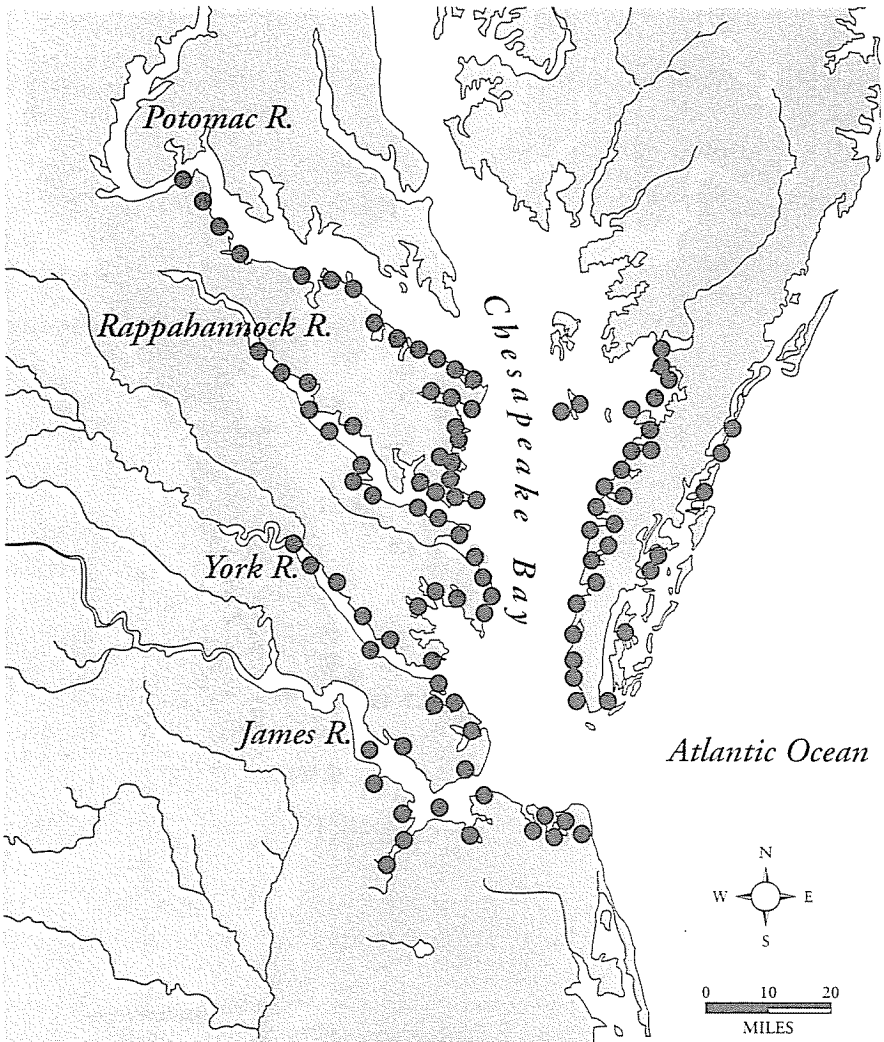 Potomac R.
Rappahannock R.
Chesapeake Bay
York R.
James R.
Atlantic Ocean
N
W E
S
0 10 20
MILES